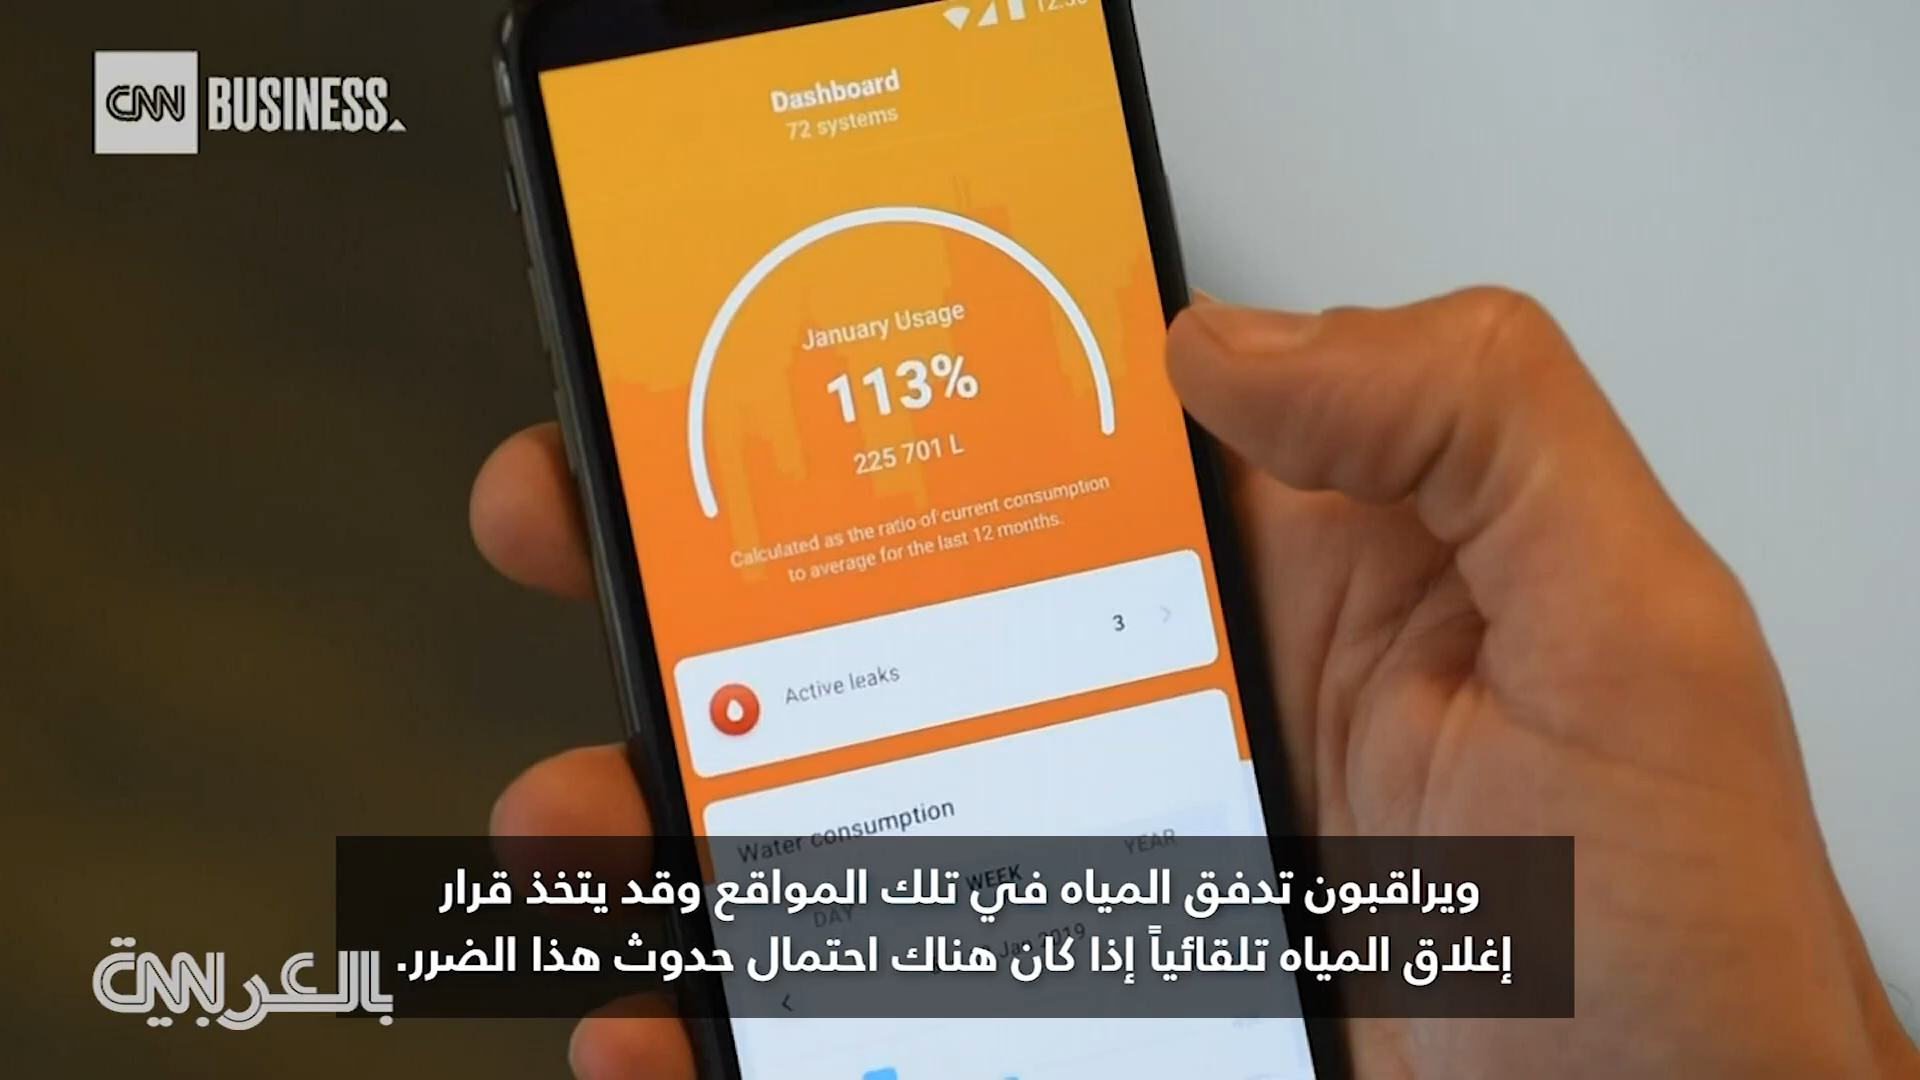 CNN BUSINESS
Dashboard
72 systems
January Usage
113%
225 701 L
Calculated as the ratio of current consumption
to average for the last 12 months.
Active leaks 3
Water consumption
DAY WEEK YEAR
Jan 2019
ويراقبون تدفق المياه في تلك المواقع وقد يتخذ قرار
إغلاق المياه تلقائياً إذا كان هناك احتمال حدوث هذا الضرر.
CNN بالعربية